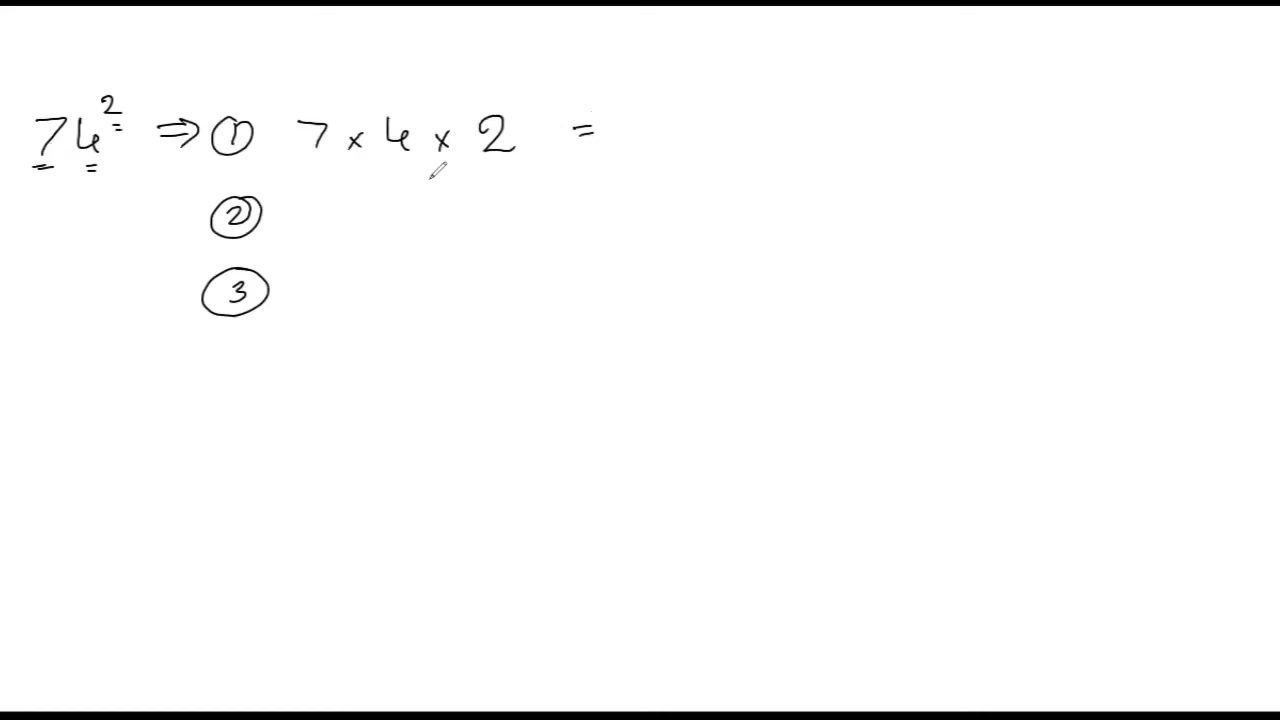 74² ⇒ ① 7 × 4 × 2 =
②
③